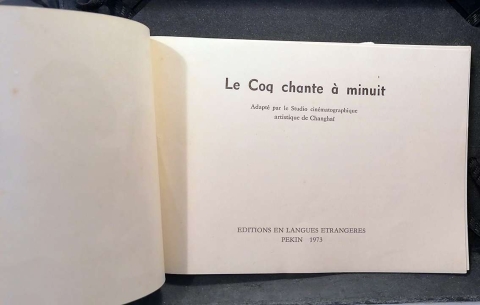 Le Coq chante à minuit
Adapté par le Studio cinématographique
artistique de Changhaï
EDITIONS EN LANGUES ETRANGERES
PEKIN 1973